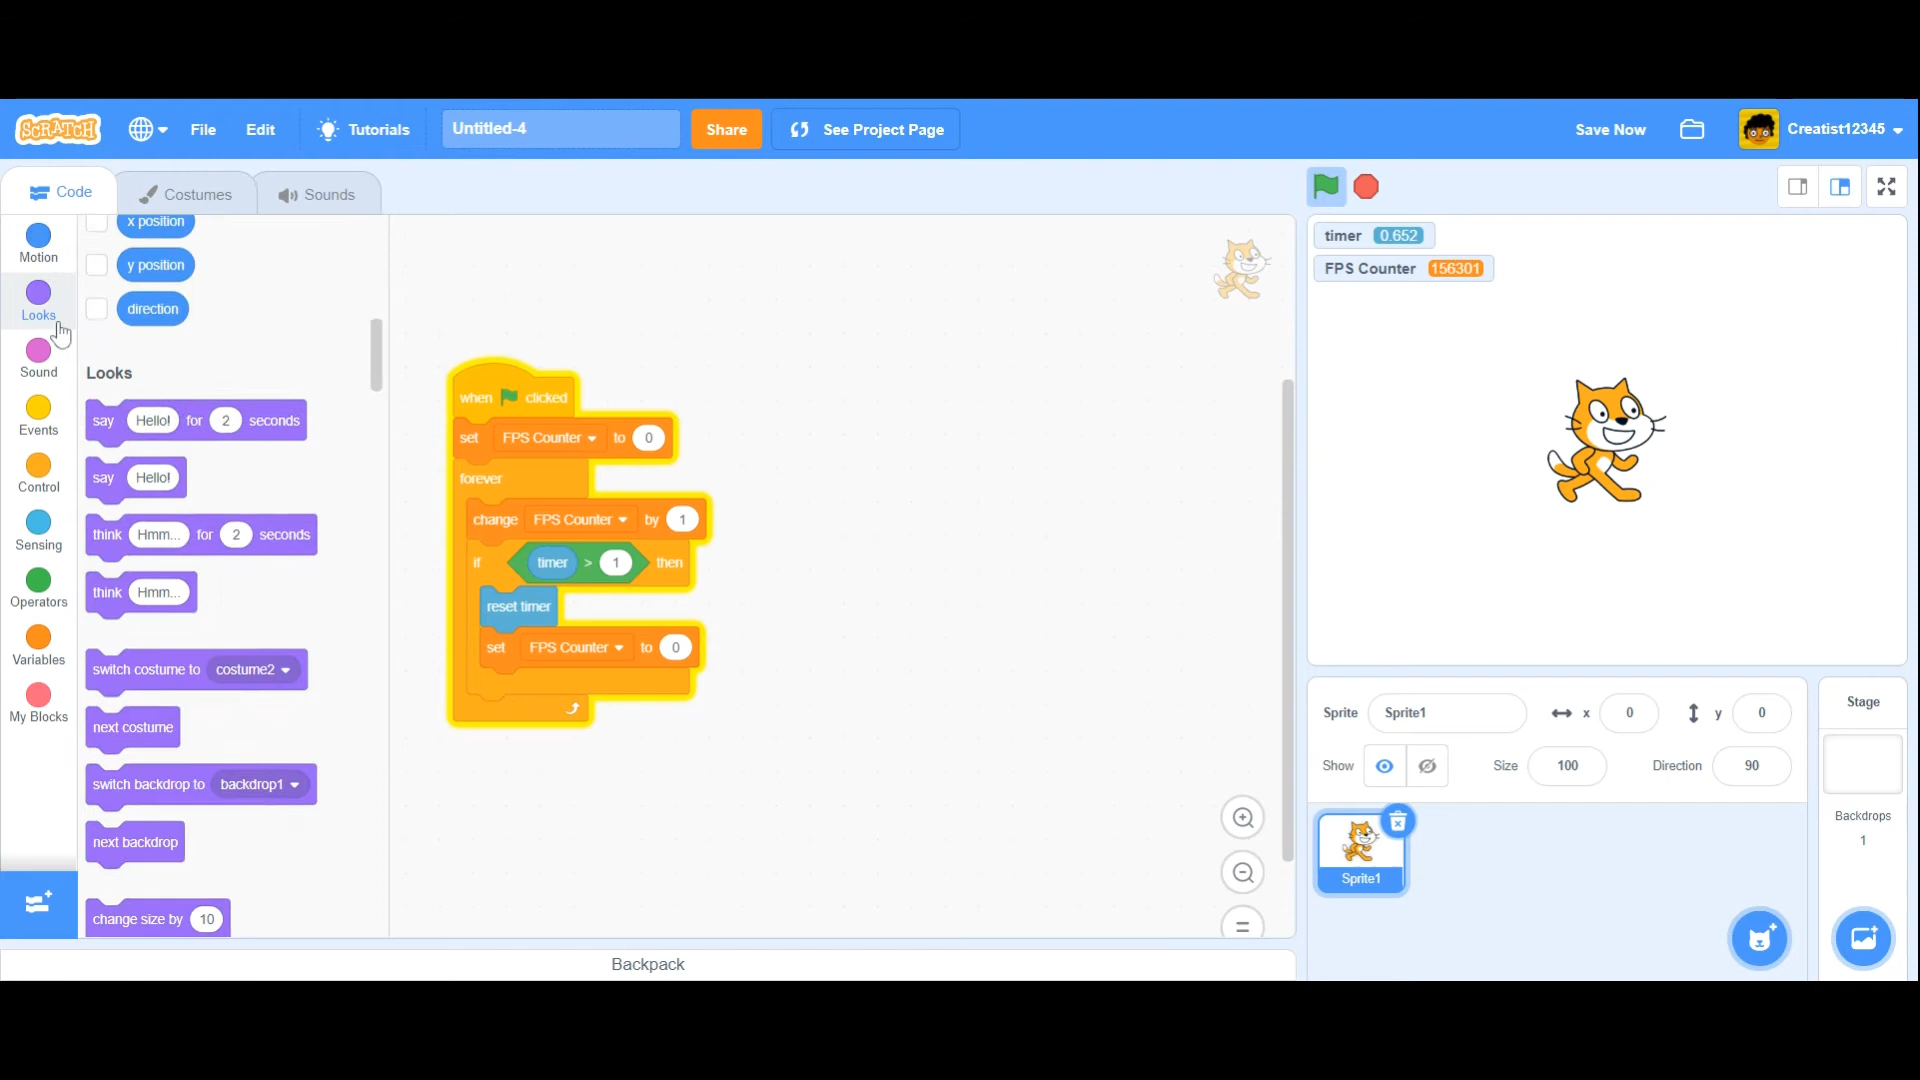 SCRATCH File Edit Tutorials Untitled-4 Share See Project Page Save Now Creatist12345
Code Costumes Sounds
Motion
Looks
Sound
Events
Control
Sensing
Operators
Variables
My Blocks
x position
y position
direction
Looks
say Hello! for 2 seconds
say Hello!
think Hmm... for 2 seconds
think Hmm...
switch costume to costume2
next costume
switch backdrop to backdrop1
next backdrop
change size by 10
when clicked
set FPS Counter to 0
forever
change FPS Counter by 1
if timer > 1 then
reset timer
set FPS Counter to 0
timer 0.652
FPS Counter 156301
Sprite Sprite1 x 0 y 0
Show Size 100 Direction 90
Sprite1
Stage
Backdrops
1
Backpack